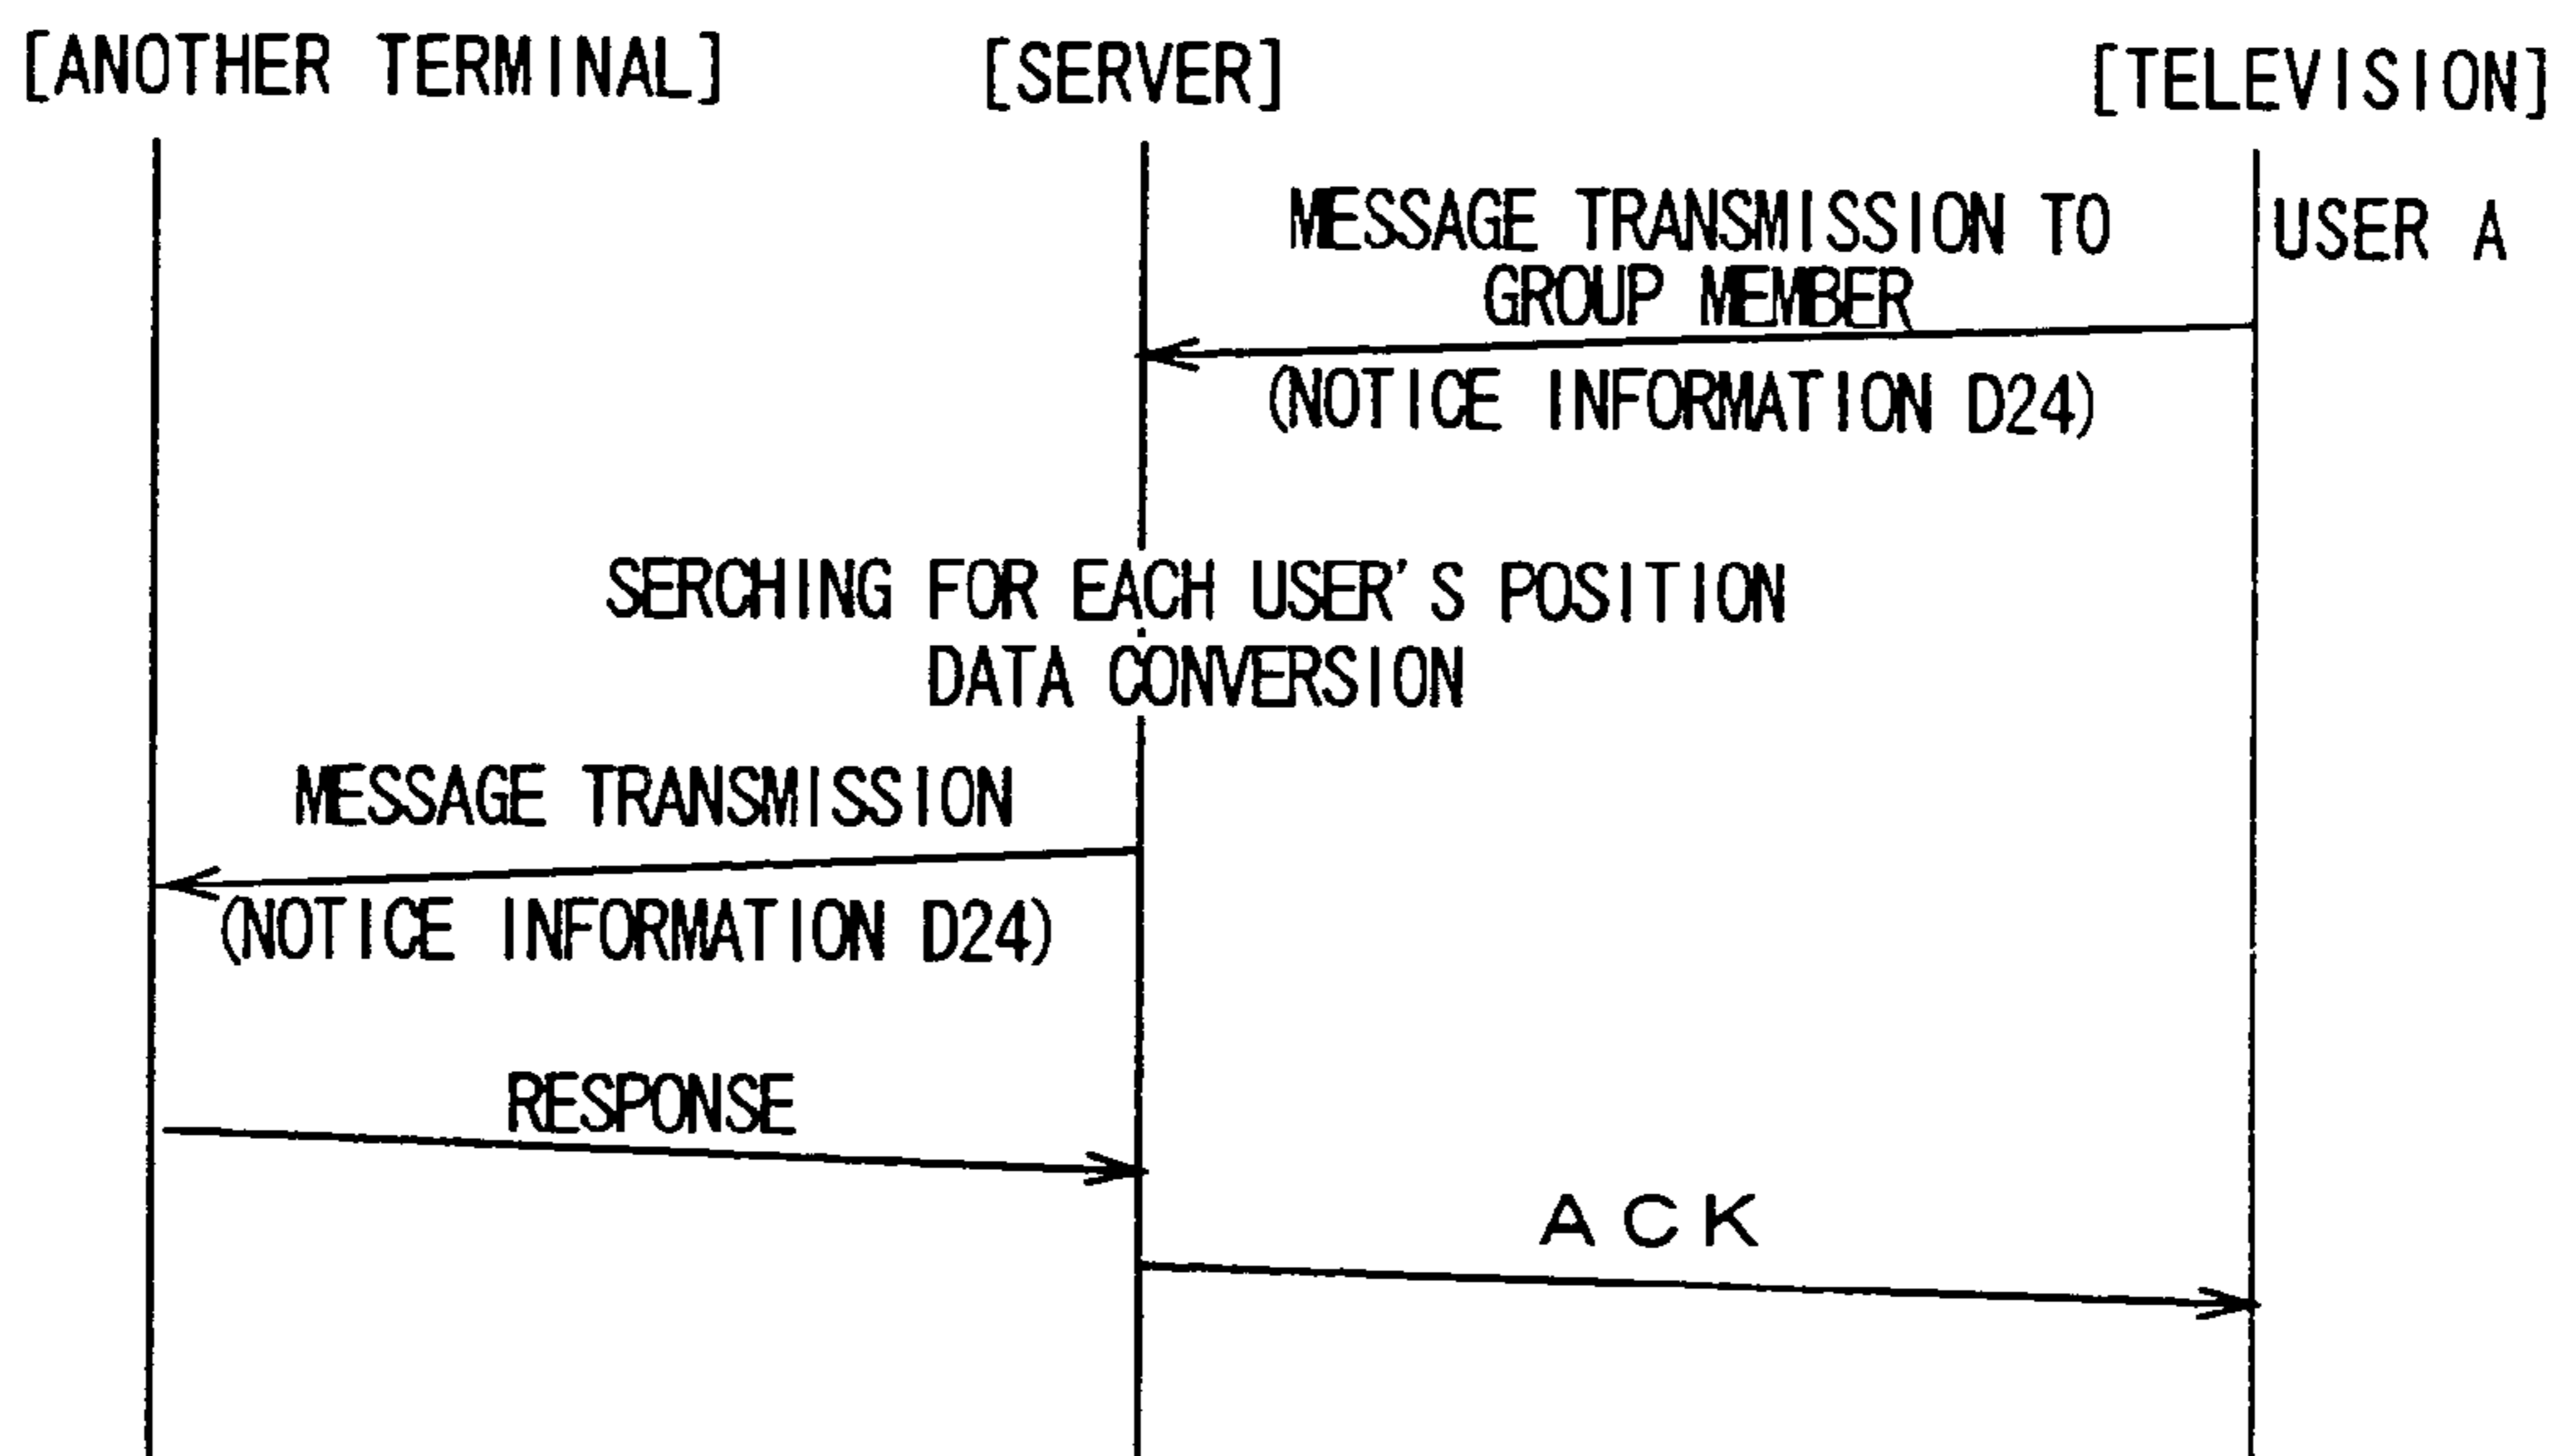 [ANOTHER TERMINAL]
[SERVER]
[TELEVISION]
USER A
MESSAGE TRANSMISSION TO
GROUP MEMBER
(NOTICE INFORMATION D24)
SERCHING FOR EACH USER'S POSITION
DATA CONVERSION
MESSAGE TRANSMISSION
(NOTICE INFORMATION D24)
RESPONSE
ACK